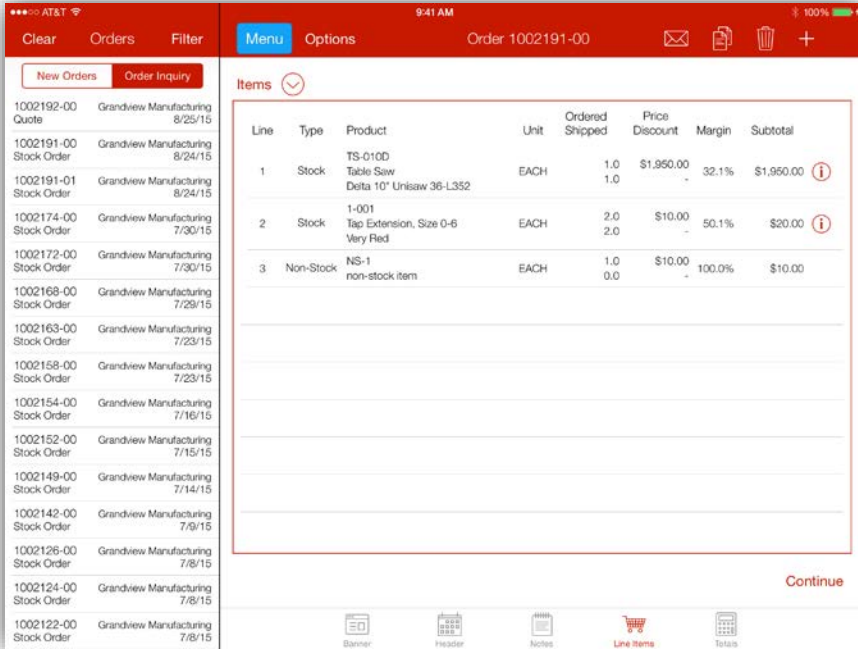 AT&T 9:41 AM 100%
Clear Orders Filter
Menu Options Order 1002191-00
New Orders Order Inquiry
1002192-00 Grandview Manufacturing
Quote 8/25/15
1002191-00 Grandview Manufacturing
Stock Order 8/24/15
1002191-01 Grandview Manufacturing
Stock Order 8/24/15
1002174-00 Grandview Manufacturing
Stock Order 7/30/15
1002172-00 Grandview Manufacturing
Stock Order 7/30/15
1002168-00 Grandview Manufacturing
Stock Order 7/29/15
1002163-00 Grandview Manufacturing
Stock Order 7/23/15
1002158-00 Grandview Manufacturing
Stock Order 7/23/15
1002154-00 Grandview Manufacturing
Stock Order 7/16/15
1002152-00 Grandview Manufacturing
Stock Order 7/15/15
1002149-00 Grandview Manufacturing
Stock Order 7/14/15
1002142-00 Grandview Manufacturing
Stock Order 7/9/15
1002126-00 Grandview Manufacturing
Stock Order 7/8/15
1002124-00 Grandview Manufacturing
Stock Order 7/8/15
1002122-00 Grandview Manufacturing
Stock Order 7/8/15
Items
Ordered Price
Line Type Product Unit Shipped Discount Margin Subtotal
TS-010D
1 Stock Table Saw EACH 1.0 $1,950.00 32.1% $1,950.00
1.0 -
Delta 10" Unisaw 36-L352
1-001
2 Stock Tap Extension, Size 0-6 EACH 2.0 $10.00 50.1% $20.00
2.0 -
Very Red
3 Non-Stock NS-1 EACH 1.0 $10.00 100.0% $10.00
non-stock item 0.0 -
Continue
Banner Header Notes Line Items Totals